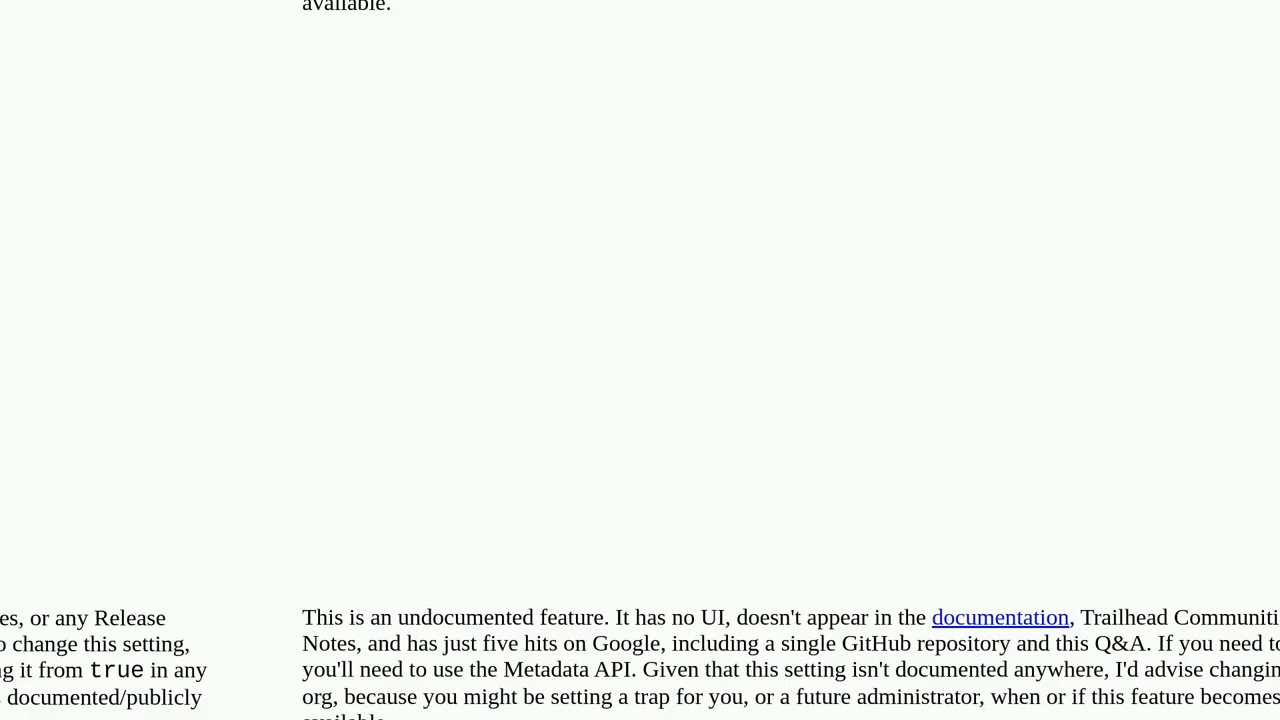 available.
es, or any Release
o change this setting,
ng it from true in any
documented/publicly
This is an undocumented feature. It has no UI, doesn't appear in the documentation, Trailhead Communiti
Notes, and has just five hits on Google, including a single GitHub repository and this Q&A. If you need to
you'll need to use the Metadata API. Given that this setting isn't documented anywhere, I'd advise changin
org, because you might be setting a trap for you, or a future administrator, when or if this feature becomes
available.